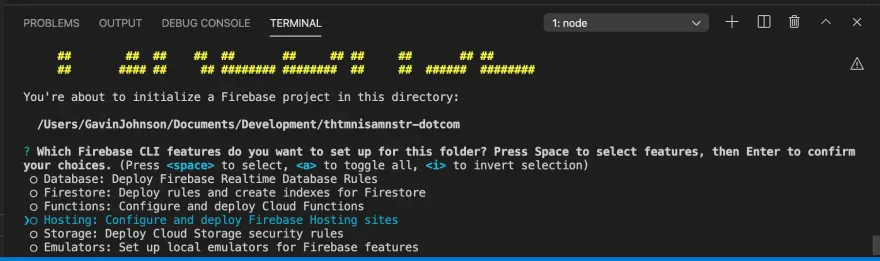 PROBLEMS OUTPUT DEBUG CONSOLE TERMINAL 1: node
## ## ## ## ## ## ## ## ## ## ##
## #### ## ## ######## ######## ## ## ###### ########
You're about to initialize a Firebase project in this directory:
/Users/GavinJohnson/Documents/Development/thtmnisamnstr-dotcom
? Which Firebase CLI features do you want to set up for this folder? Press Space to select features, then Enter to confirm
your choices. (Press <space> to select, <a> to toggle all, <i> to invert selection)
○ Database: Deploy Firebase Realtime Database Rules
○ Firestore: Deploy rules and create indexes for Firestore
○ Functions: Configure and deploy Cloud Functions
❯○ Hosting: Configure and deploy Firebase Hosting sites
○ Storage: Deploy Cloud Storage security rules
○ Emulators: Set up local emulators for Firebase features